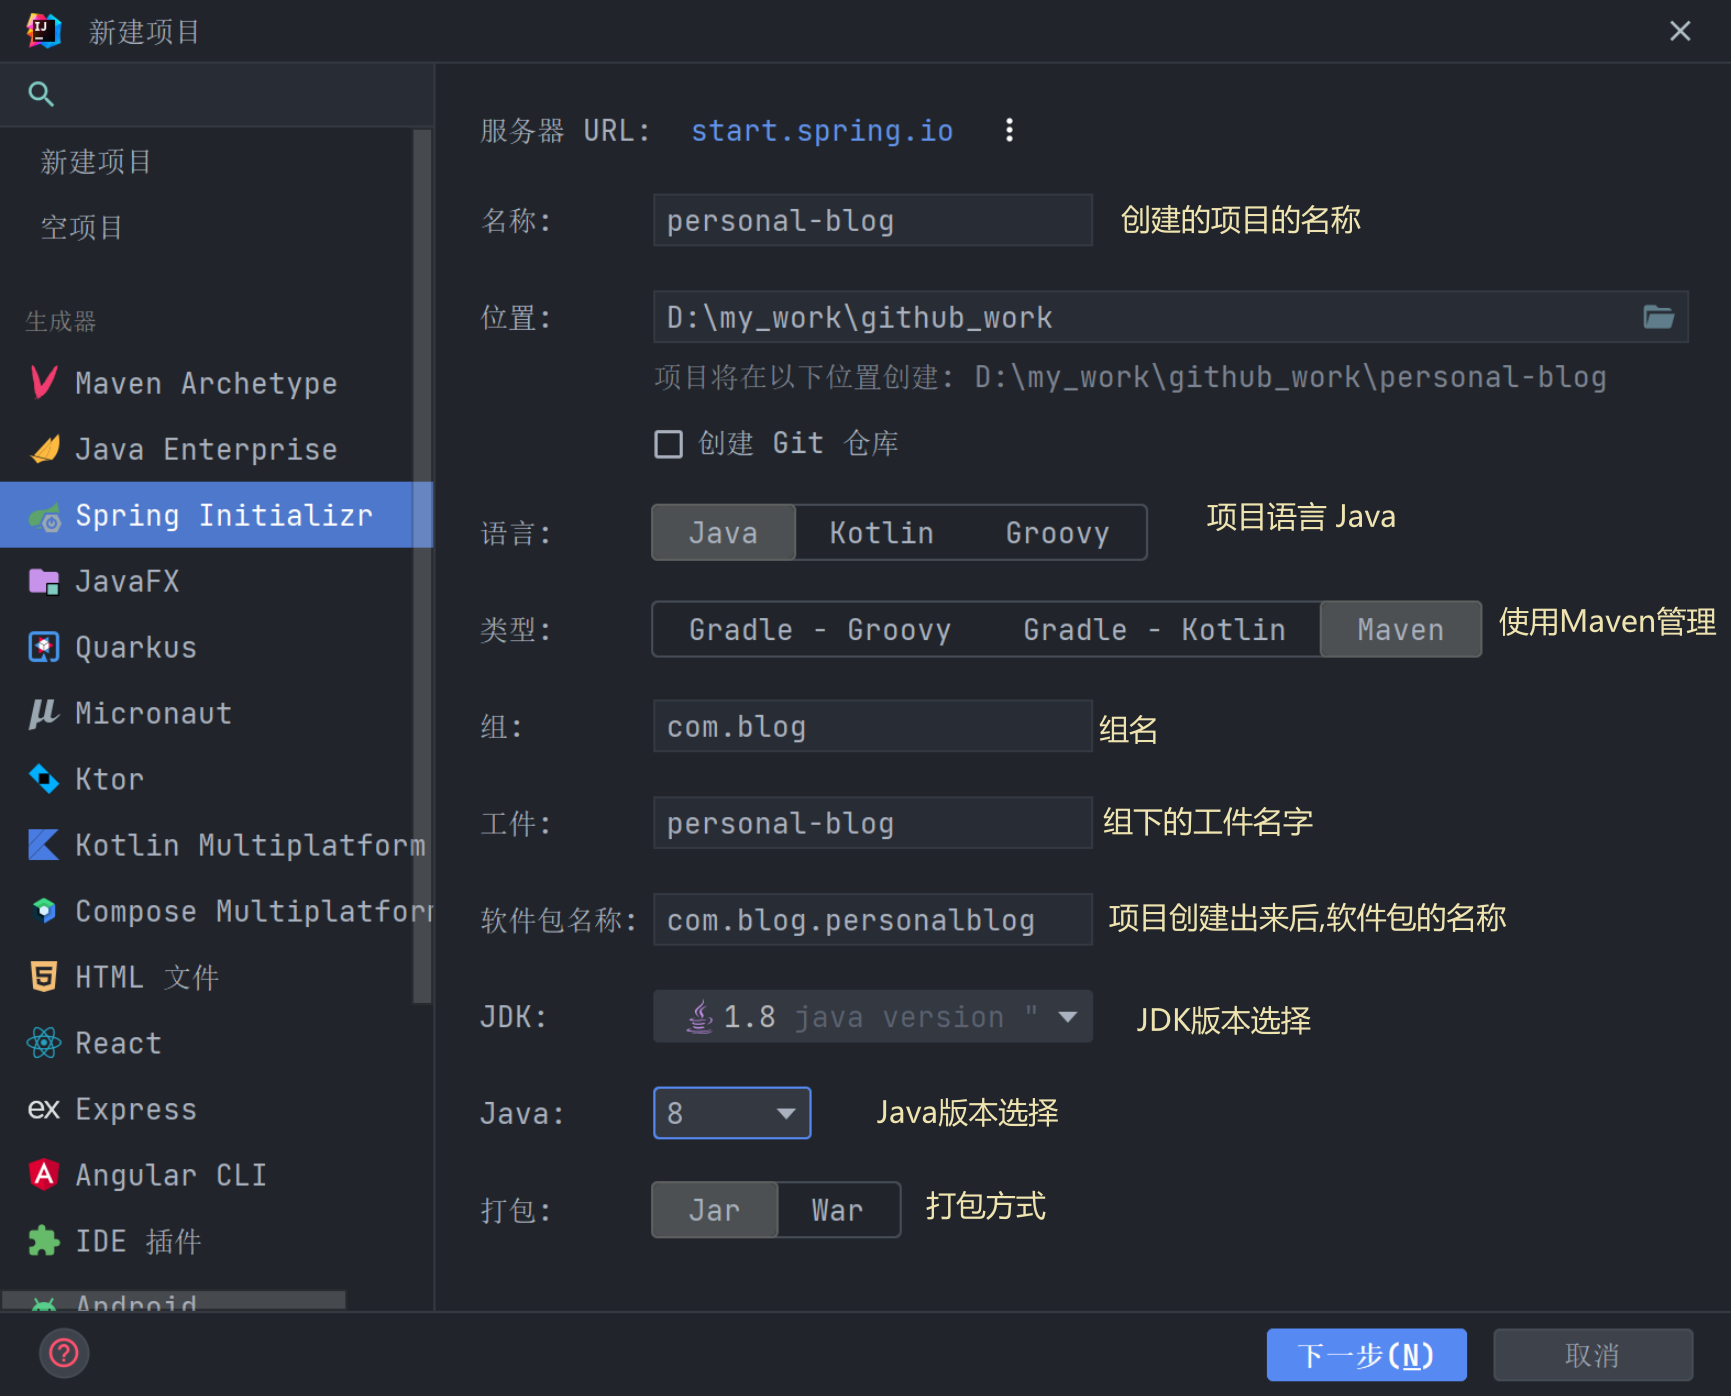 新建项目
新建项目
空项目
生成器
Maven Archetype
Java Enterprise
Spring Initializr
JavaFX
Quarkus
Micronaut
Ktor
Kotlin Multiplatform
Compose Multiplatform
HTML 文件
React
ex Express
Angular CLI
IDE 插件
Android
服务器 URL: start.spring.io
名称: personal-blog 创建的项目的名称
位置: D:\my_work\github_work
项目将在以下位置创建: D:\my_work\github_work\personal-blog
创建 Git 仓库
语言: Java Kotlin Groovy 项目语言 Java
类型: Gradle - Groovy Gradle - Kotlin Maven 使用Maven管理
组: com.blog 组名
工件: personal-blog 组下的工件名字
软件包名称: com.blog.personalblog 项目创建出来后,软件包的名称
JDK: 1.8 java version " JDK版本选择
Java: 8 Java版本选择
打包: Jar War 打包方式
下一步(N) 取消